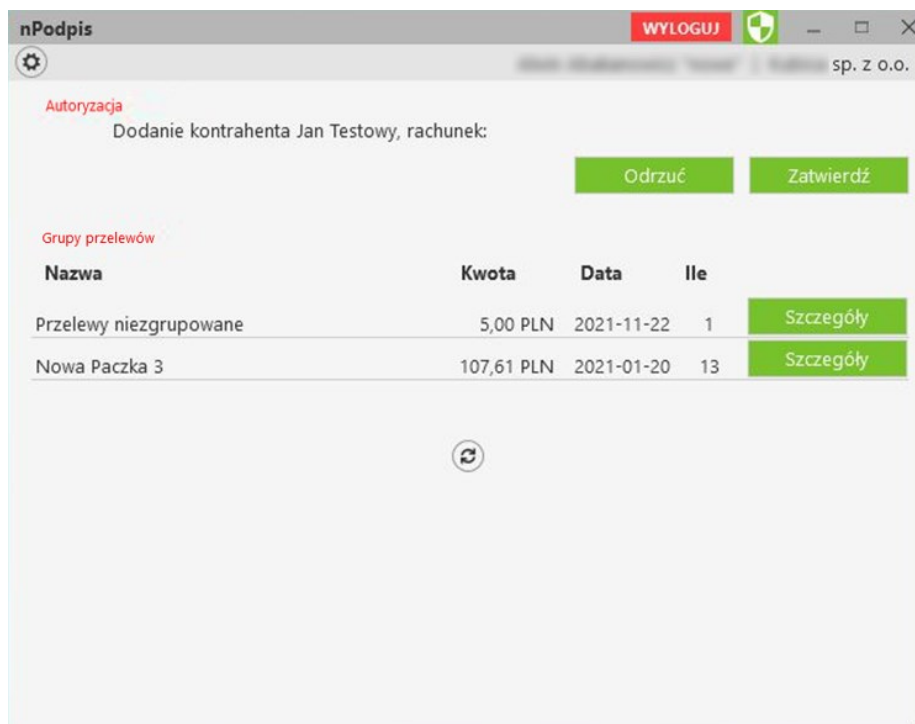 nPodpis WYLOGUJ
sp. z o.o.
Autoryzacja
Dodanie kontrahenta Jan Testowy, rachunek:
Odrzuć Zatwierdź
Grupy przelewów
Nazwa Kwota Data Ile
Przelewy niezgrupowane 5,00 PLN 2021-11-22 1 Szczegóły
Nowa Paczka 3 107,61 PLN 2021-01-20 13 Szczegóły